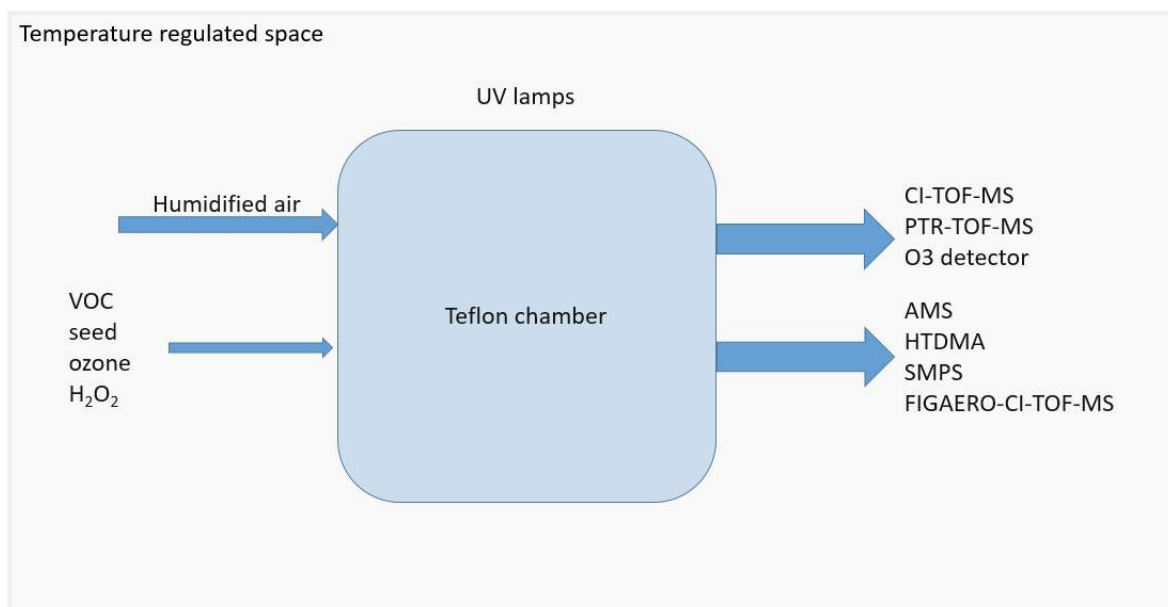 Temperature regulated space
UV lamps
Humidified air
VOC
seed
ozone
H₂O₂
Teflon chamber
CI-TOF-MS
PTR-TOF-MS
O3 detector
AMS
HTDMA
SMPS
FIGAERO-CI-TOF-MS